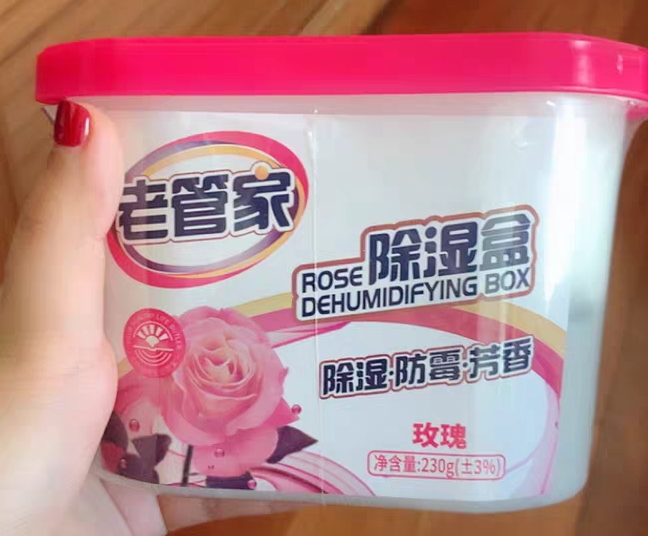 老管家
ROSE 除湿盒
DEHUMIDIFYING BOX
除湿·防霉·芳香
玫瑰
净含量:230g(±3%)